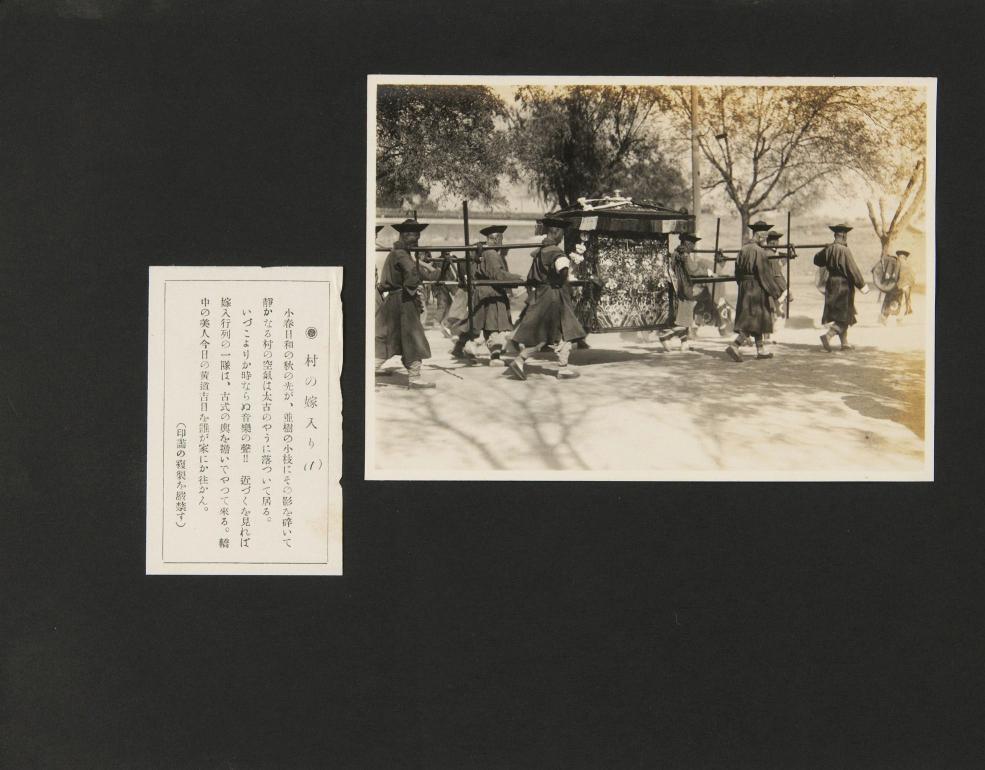 村の嫁入り (1)
小春日和の秋の光が、亜樹の小枝にその影を砕いて
靜かなる村の空氣は太古のやうに落ついて居る。
いづこよりか時ならぬ音樂の聲!! 近づくを見れば
嫁入行列の一隊は、古式の輿を擔いでやつて來る。轎
中の美人今日の黄道吉日を誰が家にか往かん。
(印畵の複製を嚴禁す)